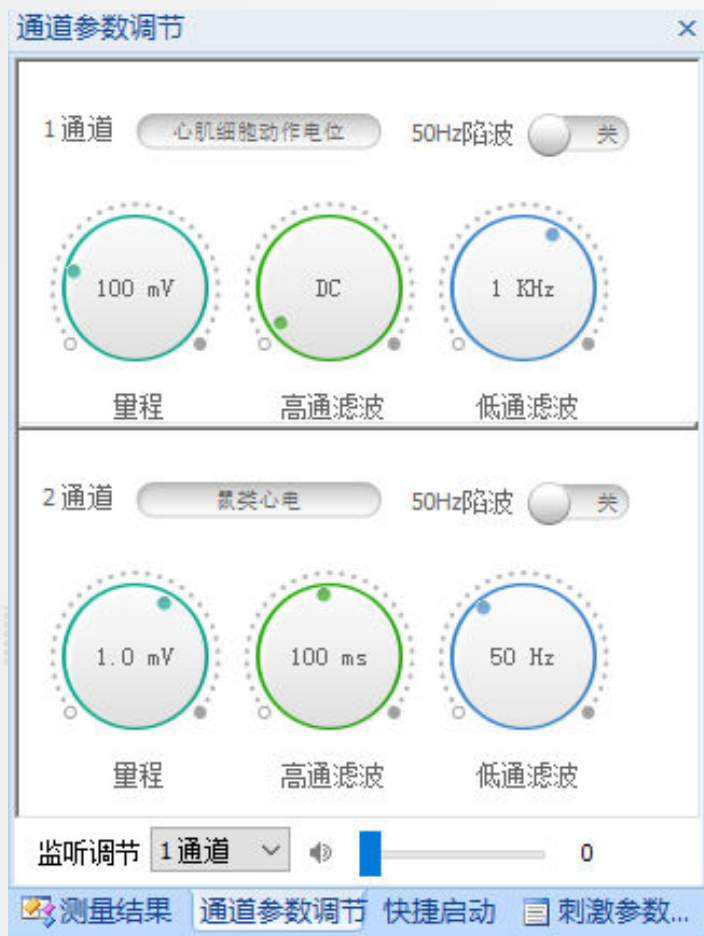 通道参数调节 ×
1通道 心肌细胞动作电位 50Hz陷波 关
100 mV DC 1 KHz
量程 高通滤波 低通滤波
2通道 鼠类心电 50Hz陷波 关
1.0 mV 100 ms 50 Hz
量程 高通滤波 低通滤波
监听调节 1通道 0
测量结果 通道参数调节 快捷启动 刺激参数...